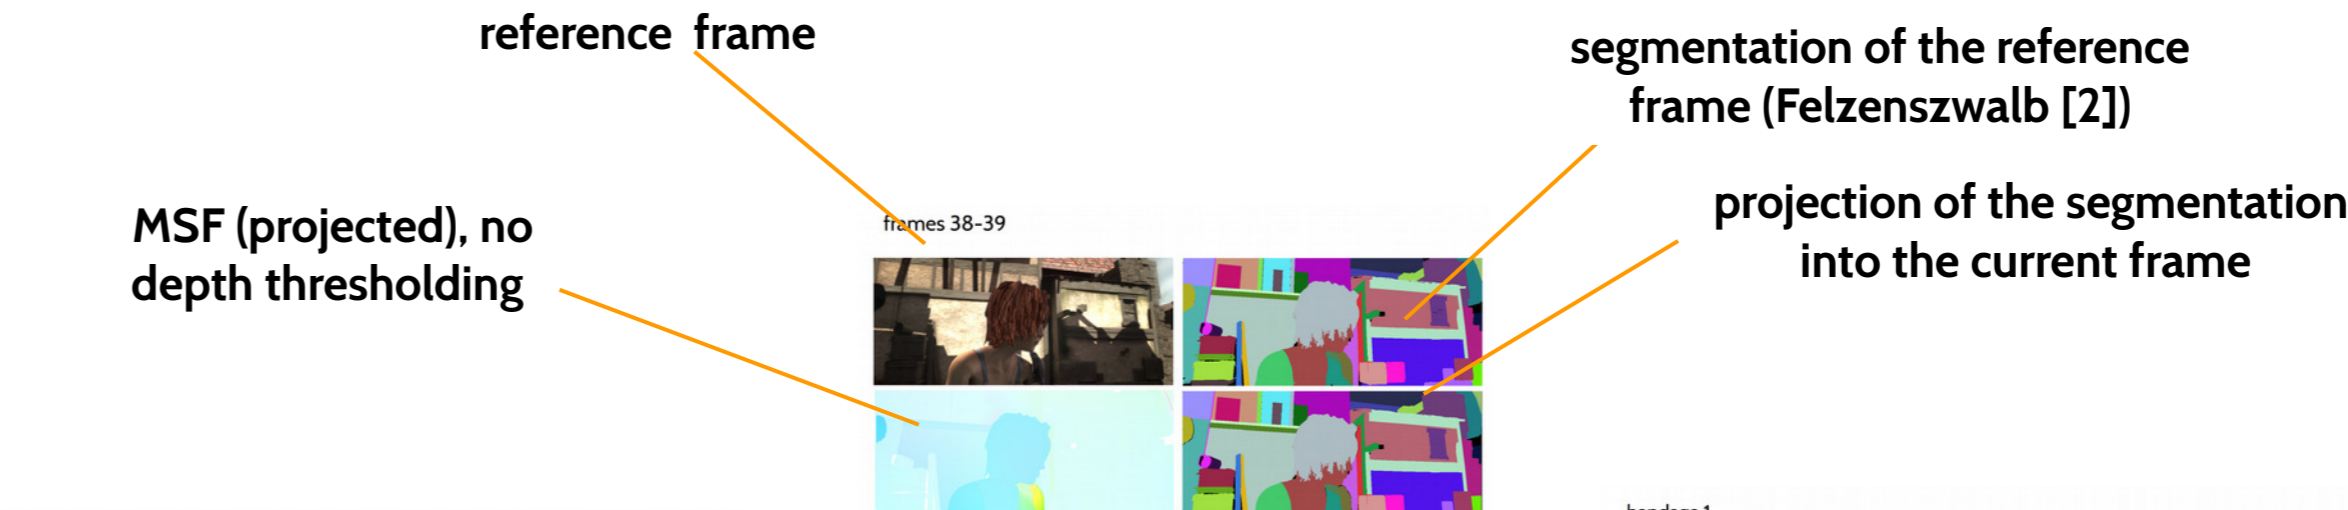 reference frame
segmentation of the reference
frame (Felzenszwalb [2])
MSF (projected), no
depth thresholding
projection of the segmentation
into the current frame
frames 38-39